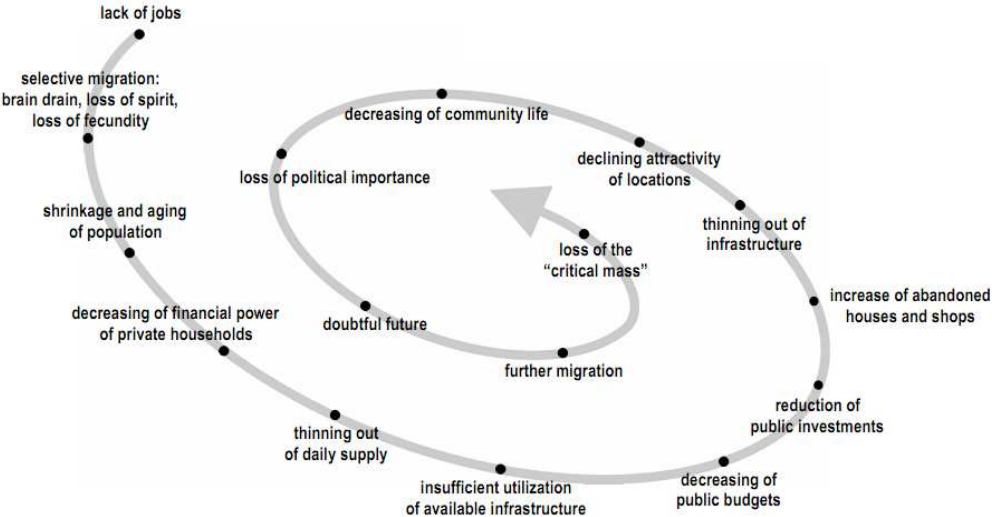 lack of jobs
selective migration:
brain drain, loss of spirit,
loss of fecundity
shrinkage and aging
of population
decreasing of financial power
of private households
thinning out
of daily supply
insufficient utilization
of available infrastructure
decreasing of
public budgets
reduction of
public investments
increase of abandoned
houses and shops
thinning out of
infrastructure
declining attractivity
of locations
decreasing of community life
loss of political importance
doubtful future
further migration
loss of the
“critical mass”